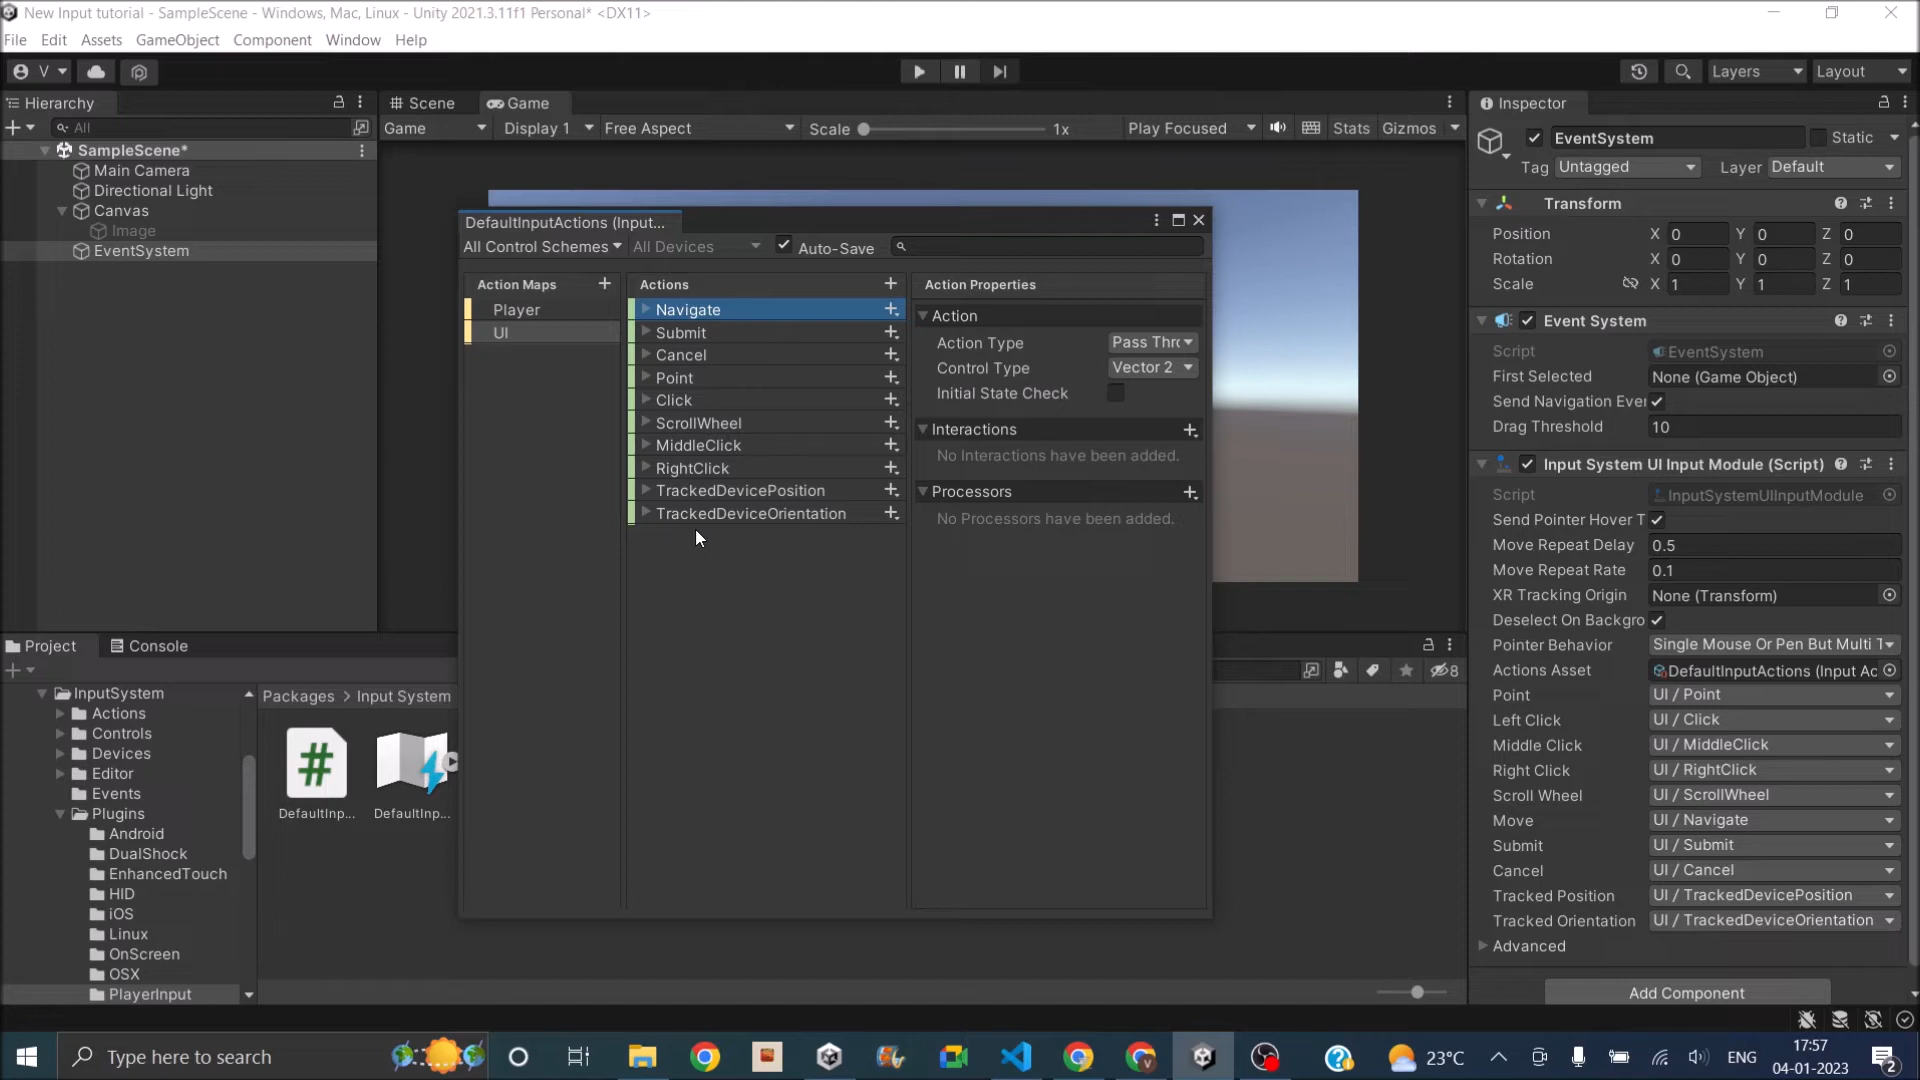 New Input tutorial - SampleScene - Windows, Mac, Linux - Unity 2021.3.11f1 Personal* <DX11>
File Edit Assets GameObject Component Window Help
V Layers Layout
Hierarchy
All
SampleScene*
Main Camera
Directional Light
Canvas
Image
EventSystem
Scene Game
Game Display 1 Free Aspect Scale 1x Play Focused Stats Gizmos
DefaultInputActions (Input...
All Control Schemes All Devices Auto-Save
Action Maps
Player
UI
Actions
Navigate
Submit
Cancel
Point
Click
ScrollWheel
MiddleClick
RightClick
TrackedDevicePosition
TrackedDeviceOrientation
Action Properties
Action
Action Type Pass Thro
Control Type Vector 2
Initial State Check
Interactions
No Interactions have been added.
Processors
No Processors have been added.
Inspector
EventSystem Static
Tag Untagged Layer Default
Transform
Position X 0 Y 0 Z 0
Rotation X 0 Y 0 Z 0
Scale X 1 Y 1 Z 1
Event System
Script EventSystem
First Selected None (Game Object)
Send Navigation Ever
Drag Threshold 10
Input System UI Input Module (Script)
Script InputSystemUIInputModule
Send Pointer Hover T
Move Repeat Delay 0.5
Move Repeat Rate 0.1
XR Tracking Origin None (Transform)
Deselect On Backgro
Pointer Behavior Single Mouse Or Pen But Multi T
Actions Asset DefaultInputActions (Input Ac
Point UI / Point
Left Click UI / Click
Middle Click UI / MiddleClick
Right Click UI / RightClick
Scroll Wheel UI / ScrollWheel
Move UI / Navigate
Submit UI / Submit
Cancel UI / Cancel
Tracked Position UI / TrackedDevicePosition
Tracked Orientation UI / TrackedDeviceOrientation
Advanced
Add Component
Project Console
8
InputSystem
Actions
Controls
Devices
Editor
Events
Plugins
Android
DualShock
EnhancedTouch
HID
iOS
Linux
OnScreen
OSX
PlayerInput
Packages > Input System
DefaultInp... DefaultInp...
Type here to search
23°C ENG
17:57
04-01-2023
2